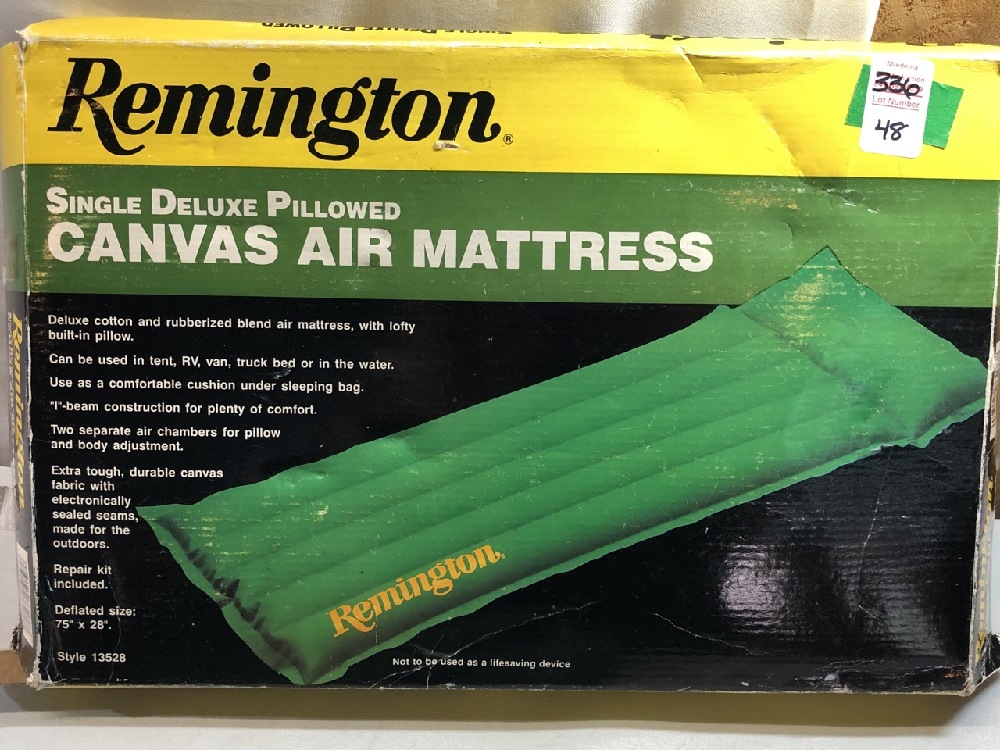 SINGLE DELUXE PILLOWED
Remington®
SINGLE DELUXE PILLOWED
CANVAS AIR MATTRESS
Lot Number
48
Deluxe cotton and rubberized blend air mattress, with lofty
built-in pillow.
Can be used in tent, RV, van, truck bed or in the water.
Use as a comfortable cushion under sleeping bag.
"I"-beam construction for plenty of comfort.
Two separate air chambers for pillow
and body adjustment.
Extra tough, durable canvas
fabric with
electronically
sealed seams,
made for the
outdoors.
Repair kit
included.
Deflated size:
75" x 28".
Style 13528
Remington®
Not to be used as a lifesaving device
Remington